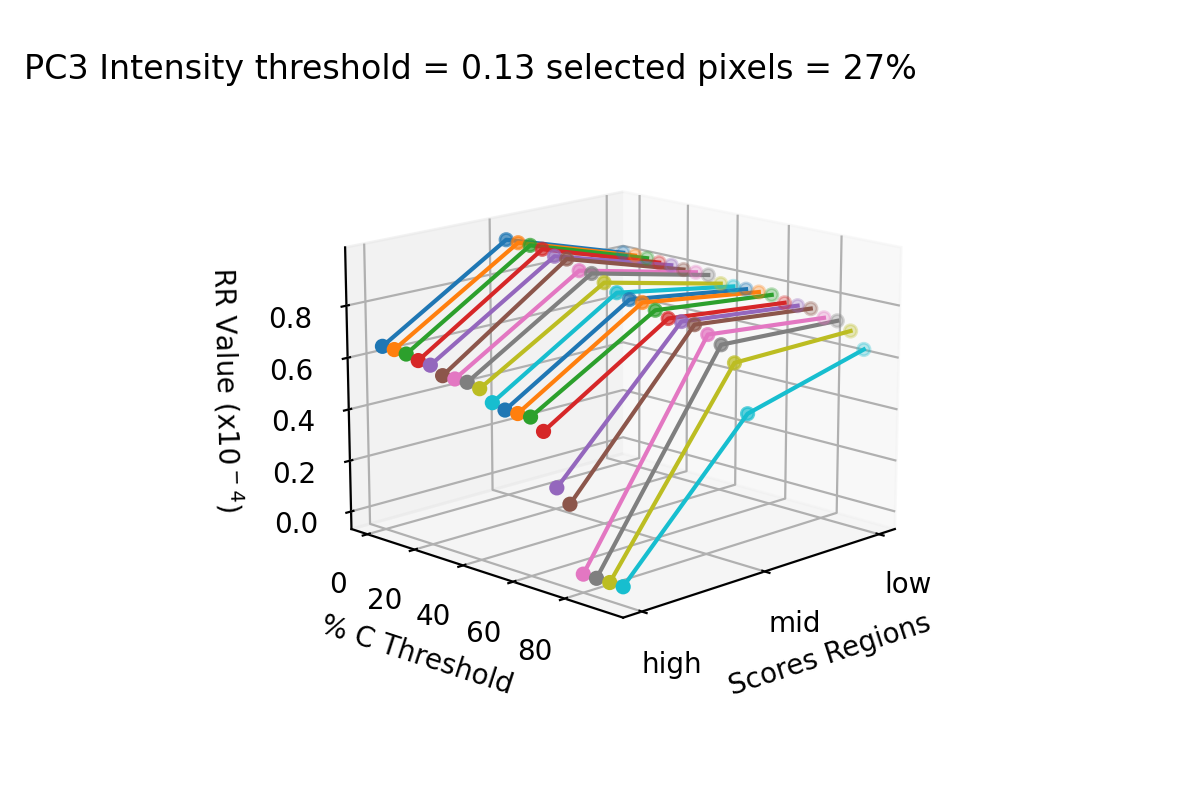 PC3 Intensity threshold = 0.13 selected pixels = 27%
RR Value (x10⁻⁴)
0.8
0.6
0.4
0.2
0.0
0
20
40
60
80
% C Threshold
high
mid
low
Scores Regions